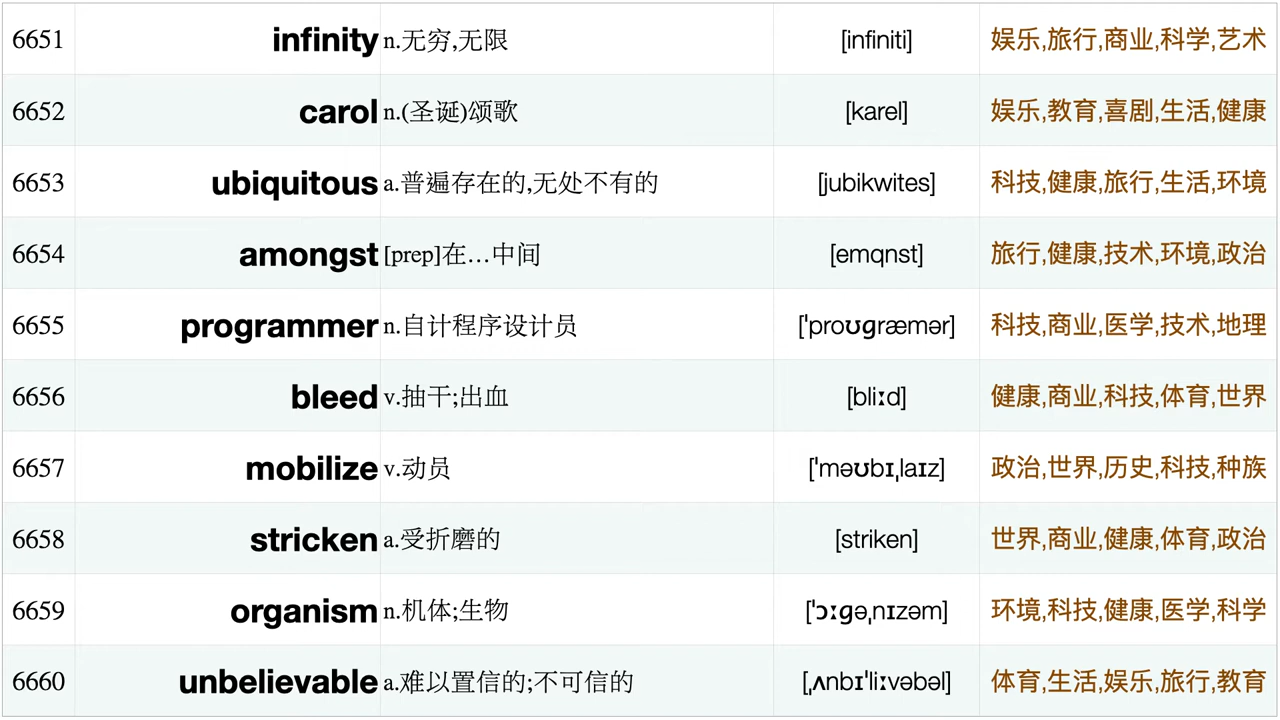 6651 infinity n.无穷,无限 [infiniti] 娱乐,旅行,商业,科学,艺术
6652 carol n.(圣诞)颂歌 [karel] 娱乐,教育,喜剧,生活,健康
6653 ubiquitous a.普遍存在的,无处不有的 [jubikwites] 科技,健康,旅行,生活,环境
6654 amongst [prep]在…中间 [emqnst] 旅行,健康,技术,环境,政治
6655 programmer n.自计程序设计员 [ˈproʊɡræmər] 科技,商业,医学,技术,地理
6656 bleed v.抽干;出血 [bliːd] 健康,商业,科技,体育,世界
6657 mobilize v.动员 [ˈməʊbɪˌlaɪz] 政治,世界,历史,科技,种族
6658 stricken a.受折磨的 [striken] 世界,商业,健康,体育,政治
6659 organism n.机体;生物 [ˈɔːɡəˌnɪzəm] 环境,科技,健康,医学,科学
6660 unbelievable a.难以置信的;不可信的 [ˌʌnbɪˈliːvəbəl] 体育,生活,娱乐,旅行,教育